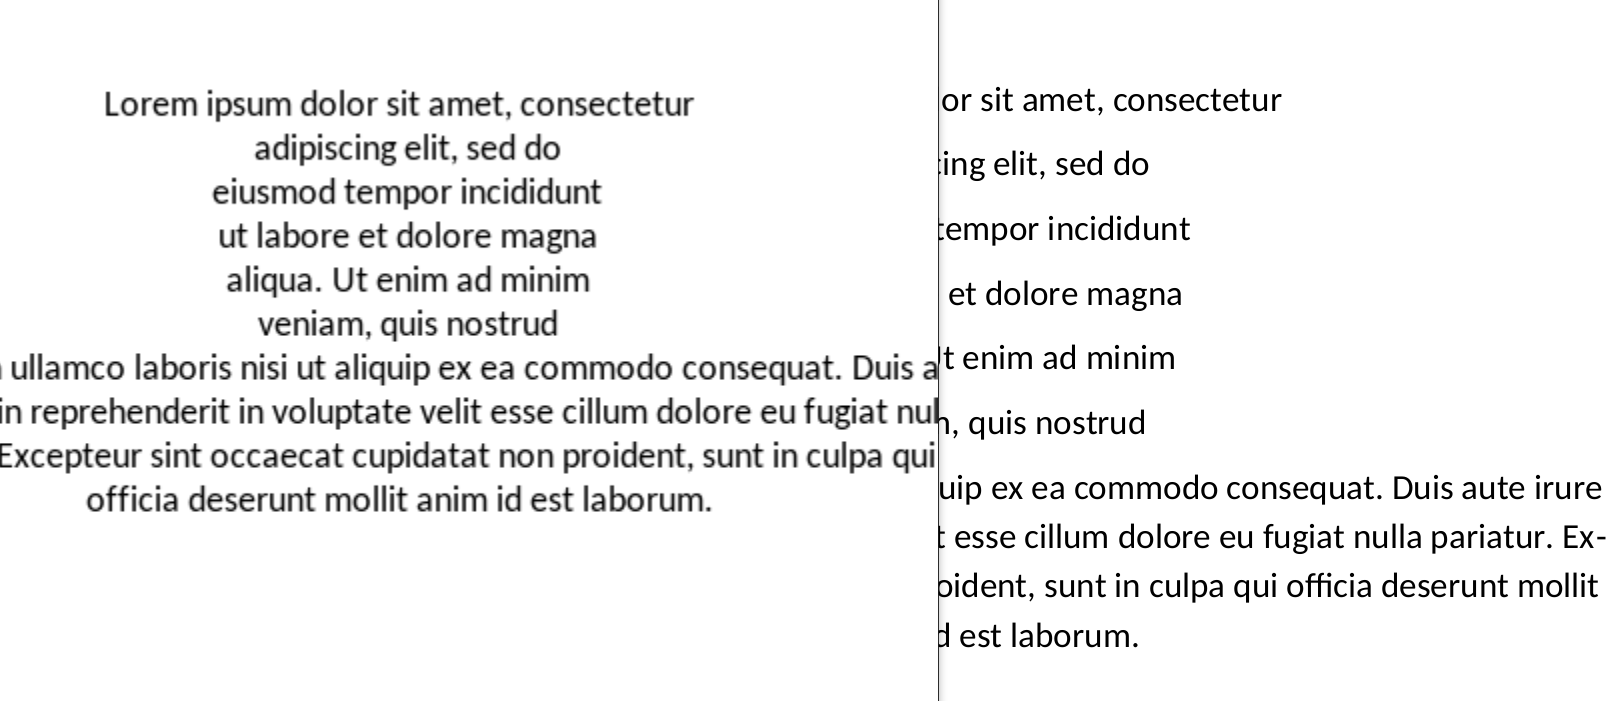 Lorem ipsum dolor sit amet, consectetur
adipiscing elit, sed do
eiusmod tempor incididunt
ut labore et dolore magna
aliqua. Ut enim ad minim
veniam, quis nostrud
ullamco laboris nisi ut aliquip ex ea commodo consequat. Duis a
in reprehenderit in voluptate velit esse cillum dolore eu fugiat nul
Excepteur sint occaecat cupidatat non proident, sunt in culpa qui
officia deserunt mollit anim id est laborum.
or sit amet, consectetur
ing elit, sed do
tempor incididunt
et dolore magna
t enim ad minim
, quis nostrud
uip ex ea commodo consequat. Duis aute irure
t esse cillum dolore eu fugiat nulla pariatur. Ex-
oident, sunt in culpa qui officia deserunt mollit
d est laborum.